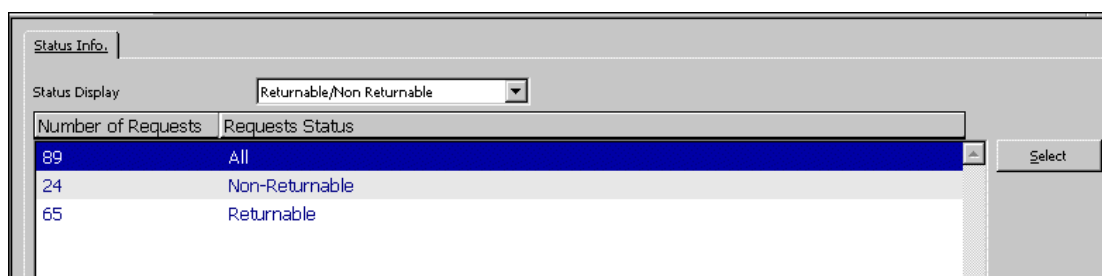 Status Info.
Status Display Returnable/Non Returnable
Number of Requests Requests Status
89 All
Select
24 Non-Returnable
65 Returnable